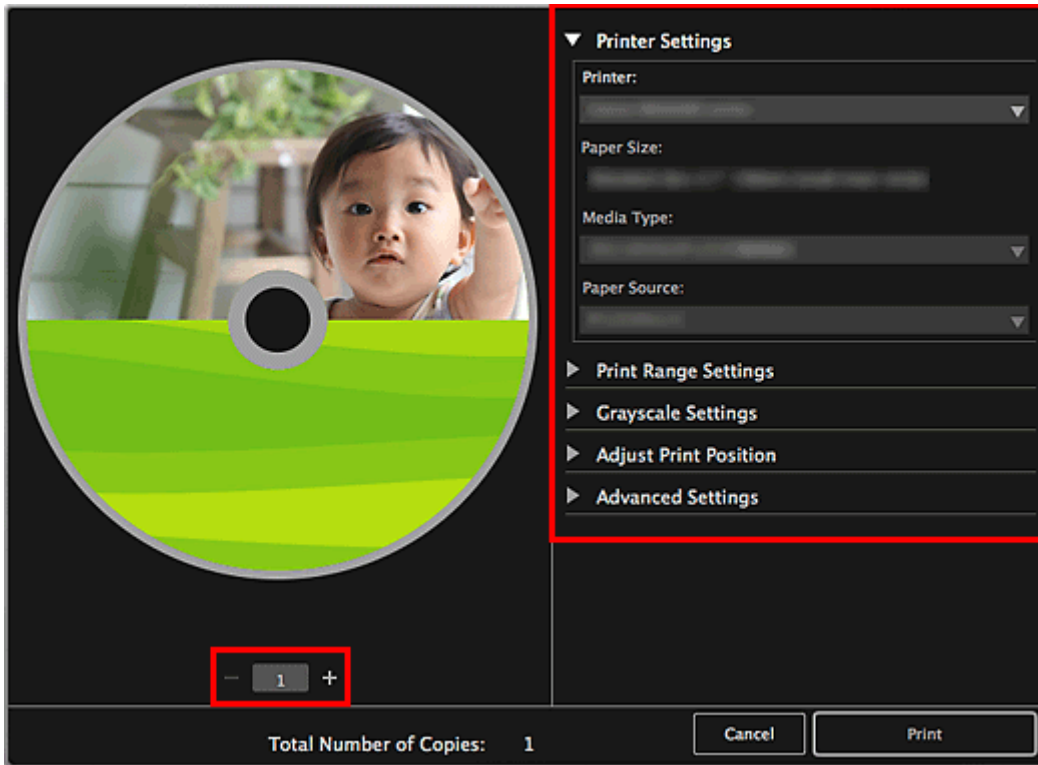 Printer Settings
Printer:
Paper Size:
Media Type:
Paper Source:
Print Range Settings
Grayscale Settings
Adjust Print Position
Advanced Settings
− 1 +
Total Number of Copies: 1
Cancel
Print